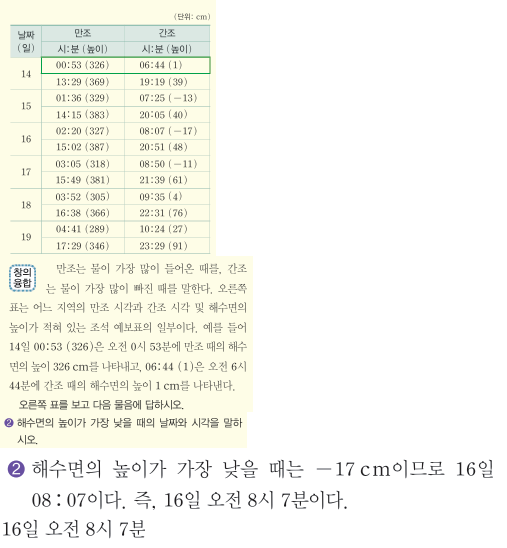 (단위: cm)
날짜 만조 간조
(일) 시:분 (높이) 시:분 (높이)
14 00:53 (326) 06:44 (1)
13:29 (369) 19:19 (39)
15 01:36 (329) 07:25 (-13)
14:15 (383) 20:05 (40)
16 02:20 (327) 08:07 (-17)
15:02 (387) 20:51 (48)
17 03:05 (318) 08:50 (-11)
15:49 (381) 21:39 (61)
18 03:52 (305) 09:35 (4)
16:38 (366) 22:31 (76)
19 04:41 (289) 10:24 (27)
17:29 (346) 23:29 (91)
창의 융합 만조는 물이 가장 많이 들어온 때를, 간조
는 물이 가장 많이 빠진 때를 말한다. 오른쪽
표는 어느 지역의 만조 시각과 간조 시각 및 해수면의
높이가 적혀 있는 조석 예보표의 일부이다. 예를 들어
14일 00:53 (326)은 오전 0시 53분에 만조 때의 해수
면의 높이 326 cm를 나타내고, 06:44 (1)은 오전 6시
44분에 간조 때의 해수면의 높이 1 cm를 나타낸다.
오른쪽 표를 보고 다음 물음에 답하시오.
❷ 해수면의 높이가 가장 낮을 때의 날짜와 시각을 말하
시오.
❷ 해수면의 높이가 가장 낮을 때는 -17 cm이므로 16일
08:07이다. 즉, 16일 오전 8시 7분이다.
16일 오전 8시 7분